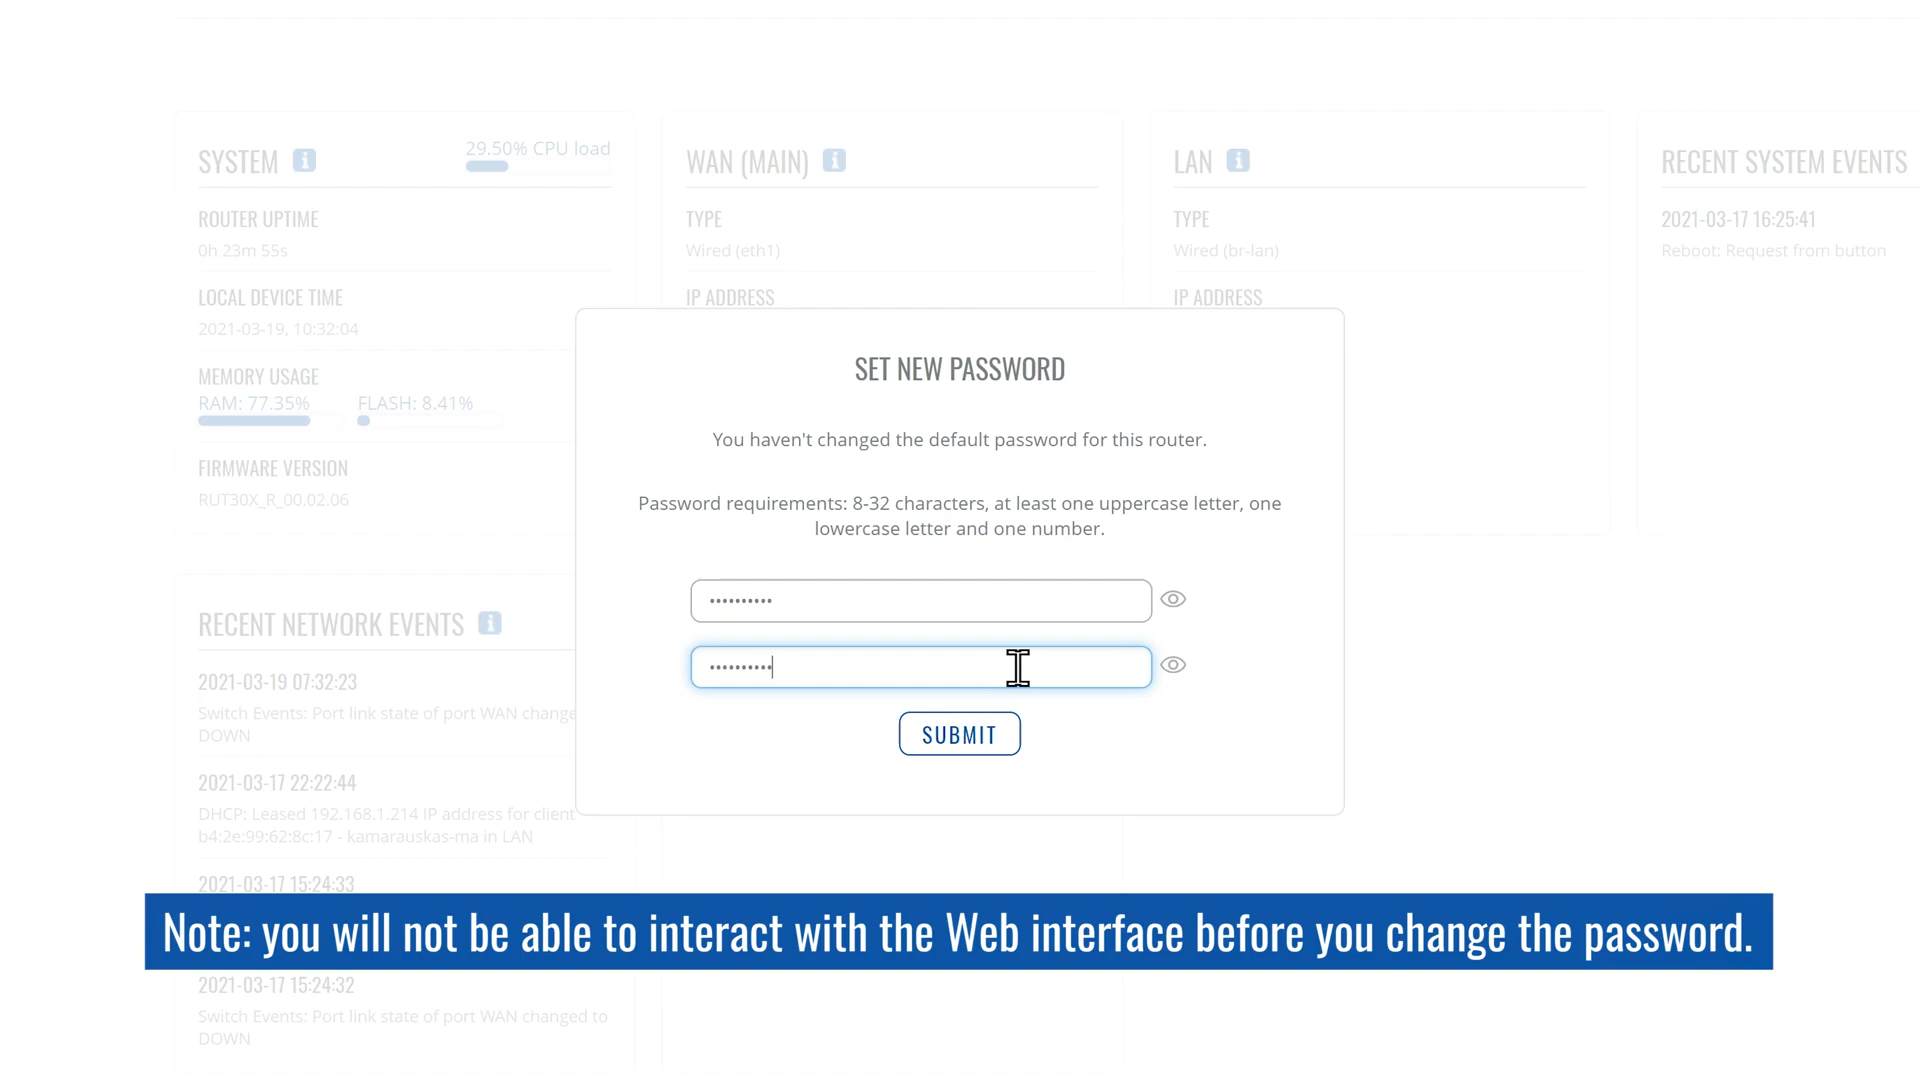 SYSTEM
29.50% CPU load
ROUTER UPTIME
0h 23m 55s
LOCAL DEVICE TIME
2021-03-19, 10:32:04
MEMORY USAGE
RAM: 77.35% FLASH: 8.41%
FIRMWARE VERSION
RUT30X_R_00.02.06
WAN (MAIN)
TYPE
Wired (eth1)
IP ADDRESS
LAN
TYPE
Wired (br-lan)
IP ADDRESS
RECENT SYSTEM EVENTS
2021-03-17 16:25:41
Reboot: Request from button
SET NEW PASSWORD
You haven't changed the default password for this router.
Password requirements: 8-32 characters, at least one uppercase letter, one
lowercase letter and one number.
••••••••••
••••••••••
SUBMIT
RECENT NETWORK EVENTS
2021-03-19 07:32:23
Switch Events: Port link state of port WAN change
DOWN
2021-03-17 22:22:44
DHCP: Leased 192.168.1.214 IP address for client
b4:2e:99:62:8c:17 - kamarauskas-ma in LAN
2021-03-17 15:24:33
Note: you will not be able to interact with the Web interface before you change the password.
2021-03-17 15:24:32
Switch Events: Port link state of port WAN changed to
DOWN